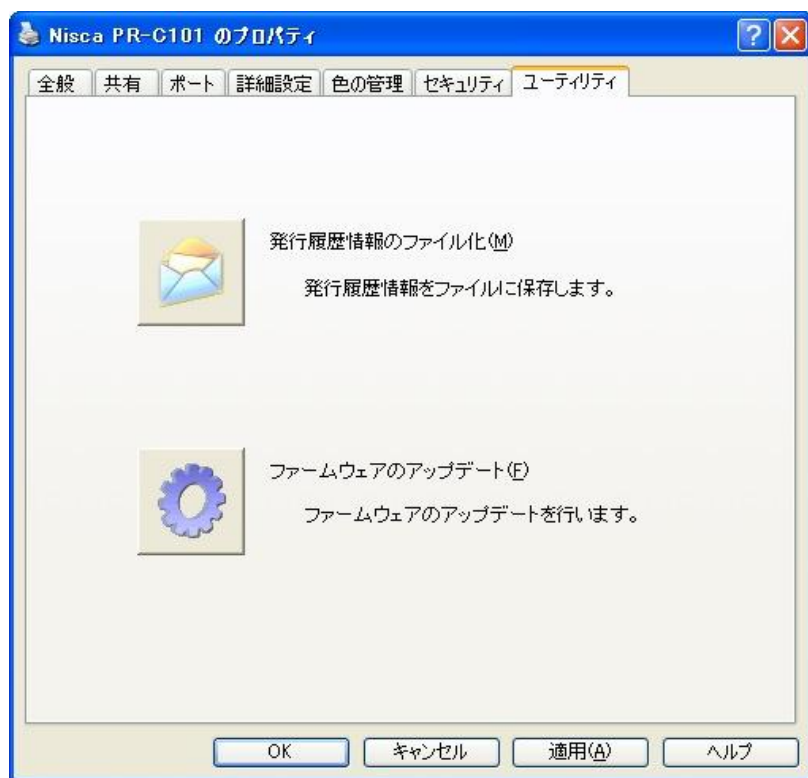 Nisca PR-C101 のプロパティ
全般 共有 ポート 詳細設定 色の管理 セキュリティ ユーティリティ
発行履歴情報のファイル化(M)
発行履歴情報をファイルに保存します。
ファームウェアのアップデート(F)
ファームウェアのアップデートを行います。
OK キャンセル 適用(A) ヘルプ